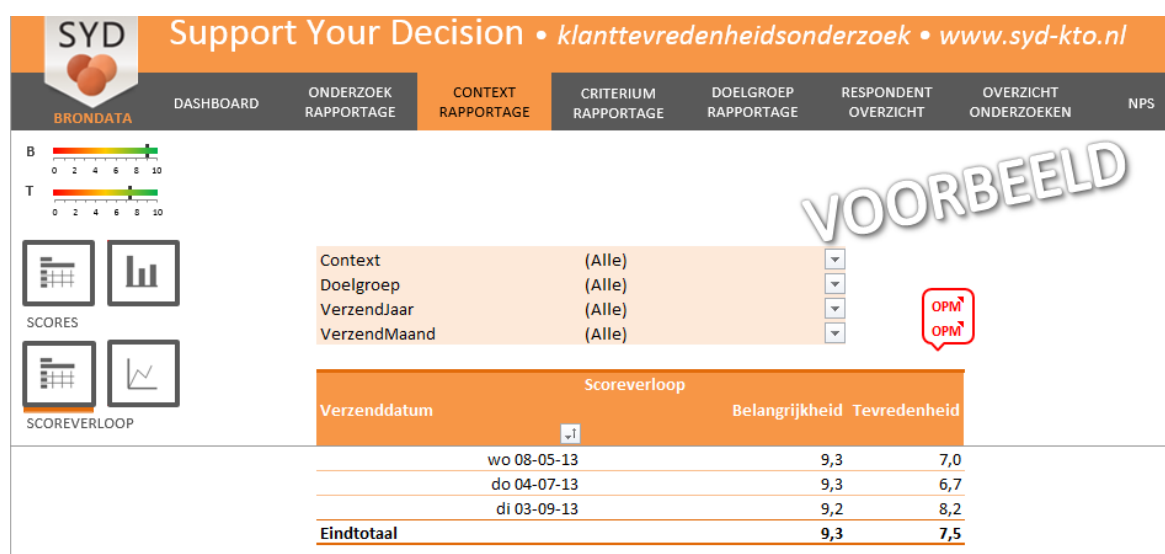 SYD
Support Your Decision • klanttevredenheidsonderzoek • www.syd-kto.nl
BRONDATA
DASHBOARD
ONDERZOEK
RAPPORTAGE
CONTEXT
RAPPORTAGE
CRITERIUM
RAPPORTAGE
DOELGROEP
RAPPORTAGE
RESPONDENT
OVERZICHT
OVERZICHT
ONDERZOEKEN
NPS
B
0 2 4 6 8 10
T
0 2 4 6 8 10
VOORBEELD
SCORES
SCOREVERLOOP
Context (Alle)
Doelgroep (Alle)
VerzendJaar (Alle)
VerzendMaand (Alle)
OPM
OPM
Scoreverloop
Verzenddatum Belangrijkheid Tevredenheid
wo 08-05-13 9,3 7,0
do 04-07-13 9,3 6,7
di 03-09-13 9,2 8,2
Eindtotaal 9,3 7,5